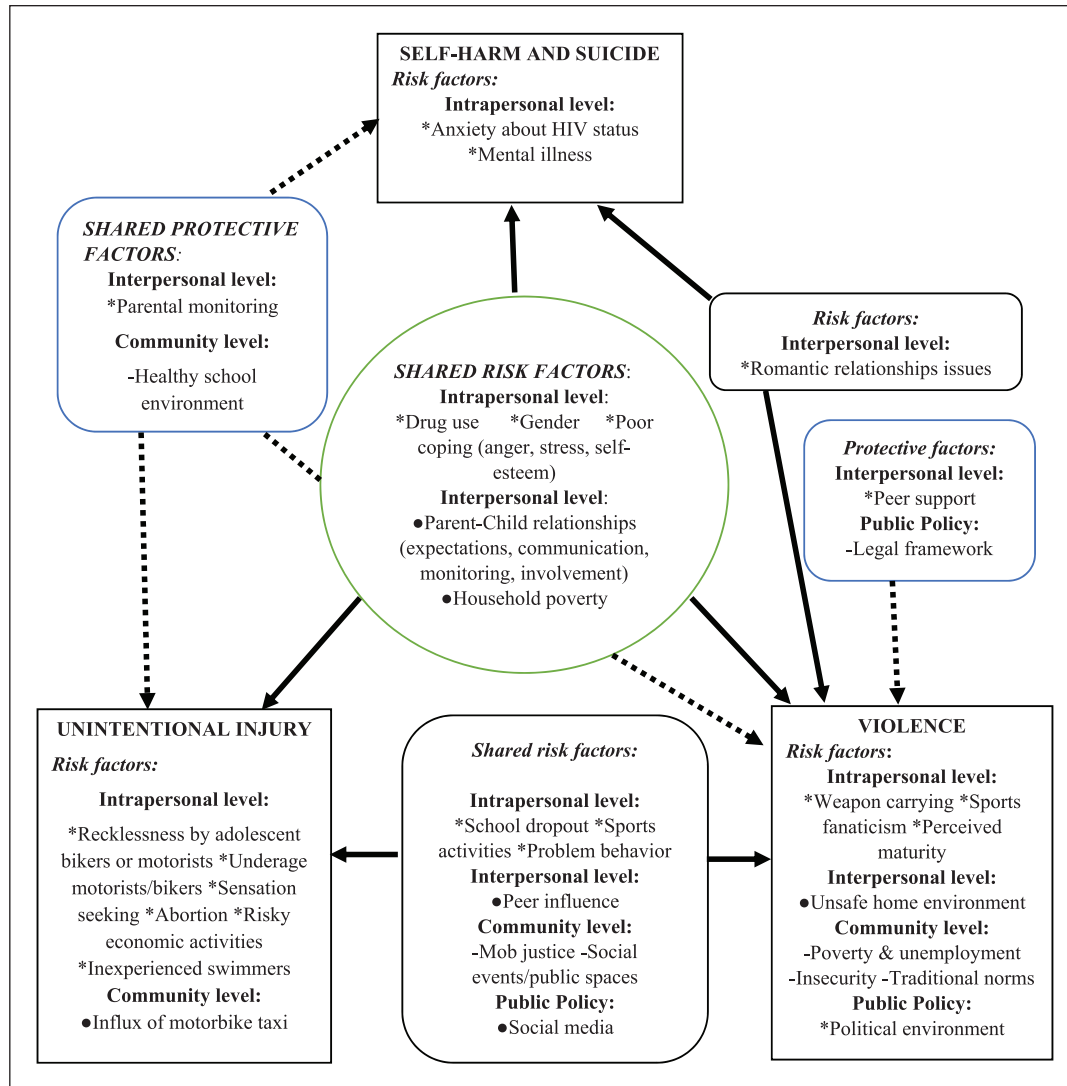 SELF-HARM AND SUICIDE
Risk factors:
Intrapersonal level:
*Anxiety about HIV status
*Mental illness
SHARED PROTECTIVE
FACTORS:
Interpersonal level:
*Parental monitoring
Community level:
-Healthy school
environment
Risk factors:
Interpersonal level:
*Romantic relationships issues
SHARED RISK FACTORS:
Intrapersonal level:
*Drug use *Gender *Poor
coping (anger, stress, self-
esteem)
Interpersonal level:
●Parent-Child relationships
(expectations, communication,
monitoring, involvement)
●Household poverty
Protective factors:
Interpersonal level:
*Peer support
Public Policy:
-Legal framework
UNINTENTIONAL INJURY
Risk factors:
Intrapersonal level:
*Recklessness by adolescent
bikers or motorists *Underage
motorists/bikers *Sensation
seeking *Abortion *Risky
economic activities
*Inexperienced swimmers
Community level:
●Influx of motorbike taxi
Shared risk factors:
Intrapersonal level:
*School dropout *Sports
activities *Problem behavior
Interpersonal level:
●Peer influence
Community level:
-Mob justice -Social
events/public spaces
Public Policy:
●Social media
VIOLENCE
Risk factors:
Intrapersonal level:
*Weapon carrying *Sports
fanaticism *Perceived
maturity
Interpersonal level:
●Unsafe home environment
Community level:
-Poverty & unemployment
-Insecurity -Traditional norms
Public Policy:
*Political environment